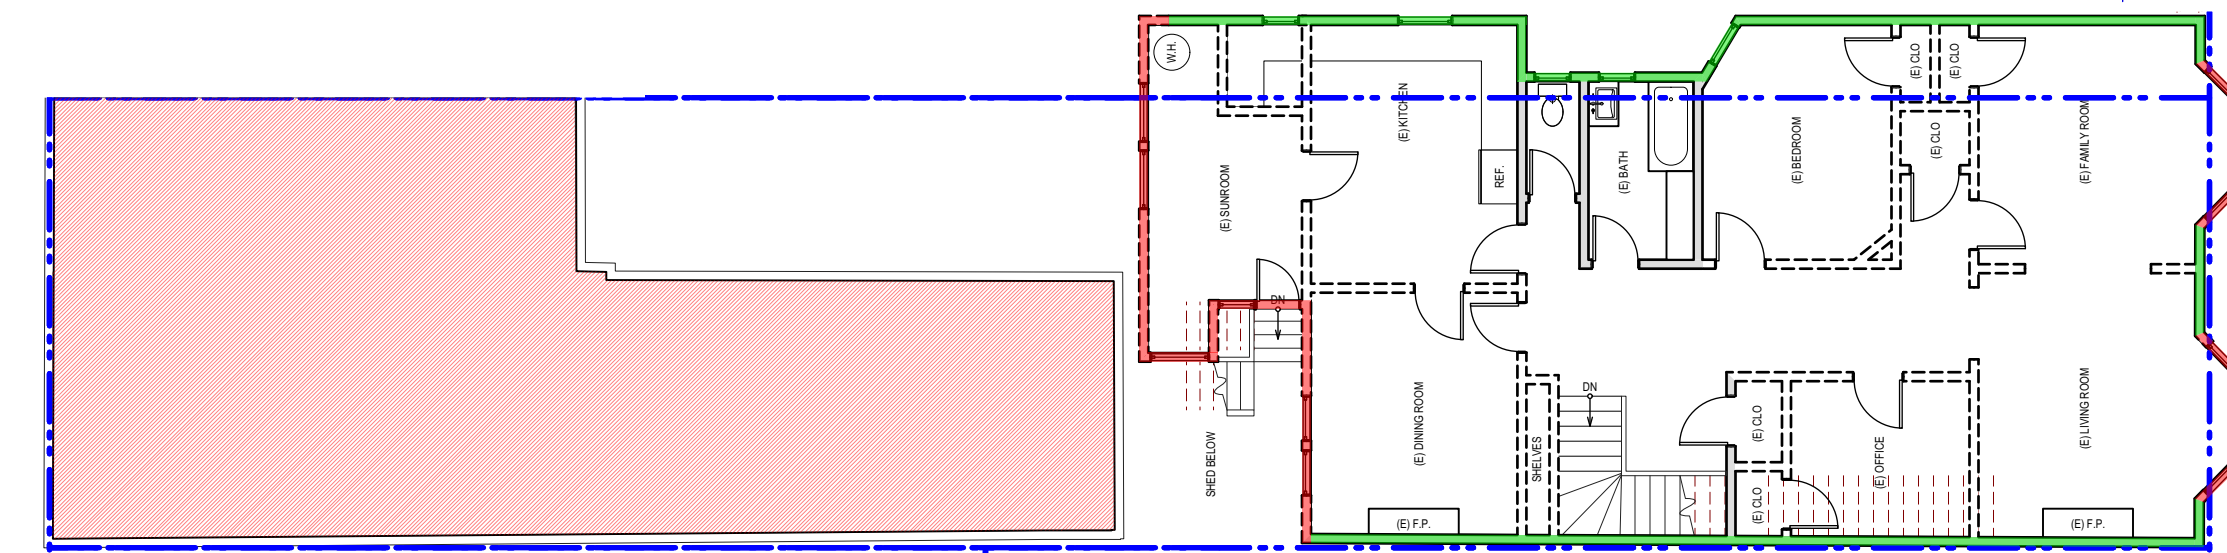 W.H.
(E) SUNROOM
DN
SHED BELOW
(E) KITCHEN
REF.
(E) DINING ROOM
(E) F.P.
SHELVES
DN
(E) BATH
(E) BEDROOM
(E) CLO
(E) CLO
(E) CLO
(E) CLO
(E) CLO
(E) OFFICE
(E) FAMILY ROOM
(E) LIVING ROOM
(E) F.P.